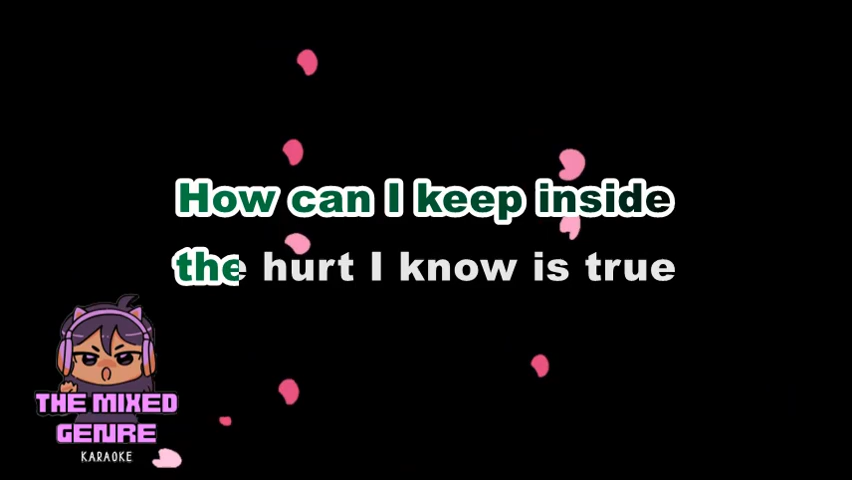 How can I keep inside
the hurt I know is true
THE MIXED
GENRE
KARAOKE